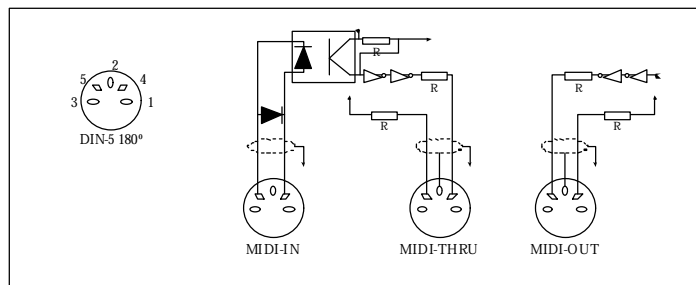 2
5 4
3 1
DIN-5 180º
R
R
R
R
R
MIDI-IN
MIDI-THRU
MIDI-OUT